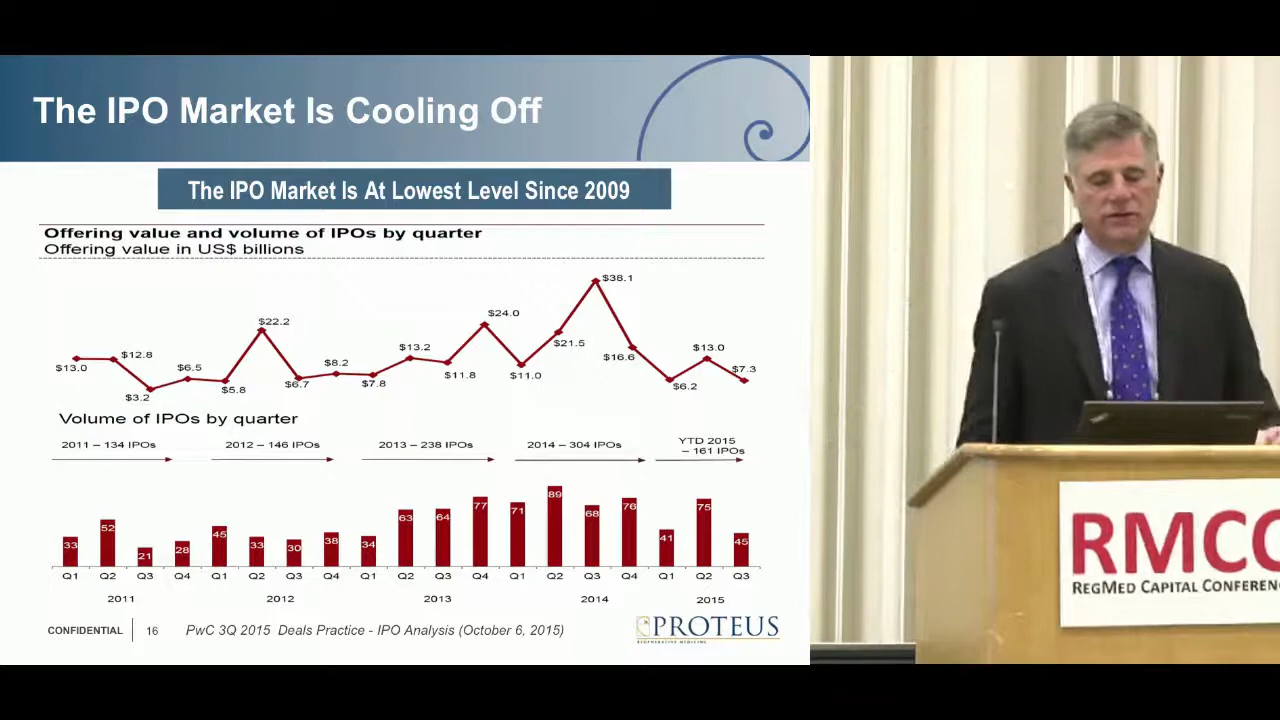 The IPO Market Is Cooling Off
The IPO Market Is At Lowest Level Since 2009
Offering value and volume of IPOs by quarter
Offering value in US$ billions
$13.0
$12.8
$3.2
$6.5
$5.8
$22.2
$6.7
$8.2
$7.8
$13.2
$11.8
$24.0
$11.0
$21.5
$38.1
$16.6
$6.2
$13.0
$7.3
Volume of IPOs by quarter
2011 – 134 IPOs
2012 – 146 IPOs
2013 – 238 IPOs
2014 – 304 IPOs
YTD 2015
– 161 IPOs
33 52 21 28 45 33 30 38 34 63 64 77 71 89 68 76 41 75 45
Q1 Q2 Q3 Q4 Q1 Q2 Q3 Q4 Q1 Q2 Q3 Q4 Q1 Q2 Q3 Q4 Q1 Q2 Q3
2011 2012 2013 2014 2015
CONFIDENTIAL 16 PwC 3Q 2015 Deals Practice - IPO Analysis (October 6, 2015)
PROTEUS
REGENERATIVE MEDICINE
RMCC
REGMED CAPITAL CONFEREN